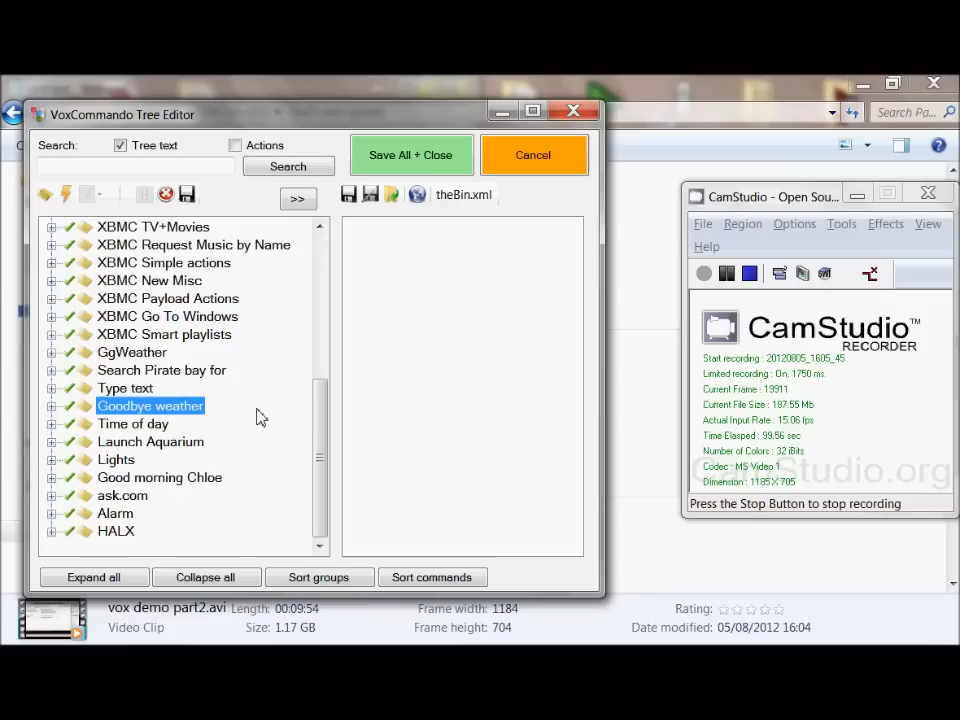 VoxCommando Tree Editor
Search:
Tree text
Actions
Search
Save All + Close
Cancel
>>
theBin.xml
XBMC TV+Movies
XBMC Request Music by Name
XBMC Simple actions
XBMC New Misc
XBMC Payload Actions
XBMC Go To Windows
XBMC Smart playlists
GgWeather
Search Pirate bay for
Type text
Goodbye weather
Time of day
Launch Aquarium
Lights
Good morning Chloe
ask.com
Alarm
HALX
Expand all
Collapse all
Sort groups
Sort commands
Search Pa...
CamStudio - Open Sou...
File Region Options Tools Effects View
Help
CamStudio™
RECORDER
Start recording : 20120805_1605_45
Limited recording : On, 1750 ms.
Current Frame : 19911
Current File Size : 187.55 Mb
Actual Input Rate : 15.06 fps
Time Elasped : 99.56 sec
Number of Colors : 32 iBits
Codec : MS Video 1
Dimension : 1185 X 705
CamStudio.org
Press the Stop Button to stop recording
vox demo part2.avi Length: 00:09:54 Frame width: 1184 Rating:
Video Clip Size: 1.17 GB Frame height: 704 Date modified: 05/08/2012 16:04